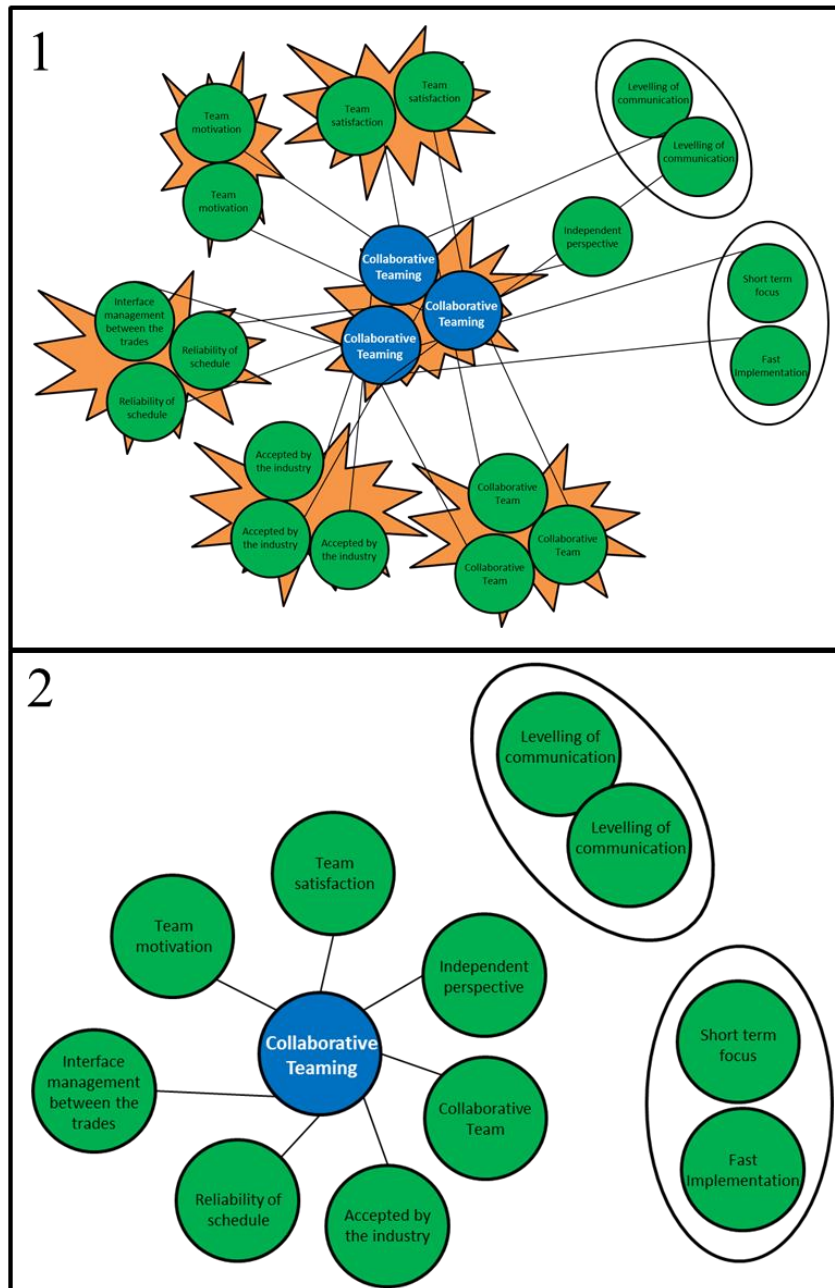 1
Team
satisfaction
Team
satisfaction
Team
motivation
Team
motivation
Levelling of
communication
Levelling of
communication
Independent
perspective
Collaborative
Teaming
Collaborative
Teaming
Collaborative
Teaming
Short term
focus
Fast
Implementation
Interface
management
between the
trades
Reliability of
schedule
Reliability of
schedule
Accepted by
the industry
Accepted by
the industry
Accepted by
the industry
Collaborative
Team
Collaborative
Team
Collaborative
Team
2
Levelling of
communication
Levelling of
communication
Team
satisfaction
Team
motivation
Independent
perspective
Collaborative
Teaming
Short term
focus
Interface
management
between the
trades
Collaborative
Team
Fast
Implementation
Reliability of
schedule
Accepted by
the industry